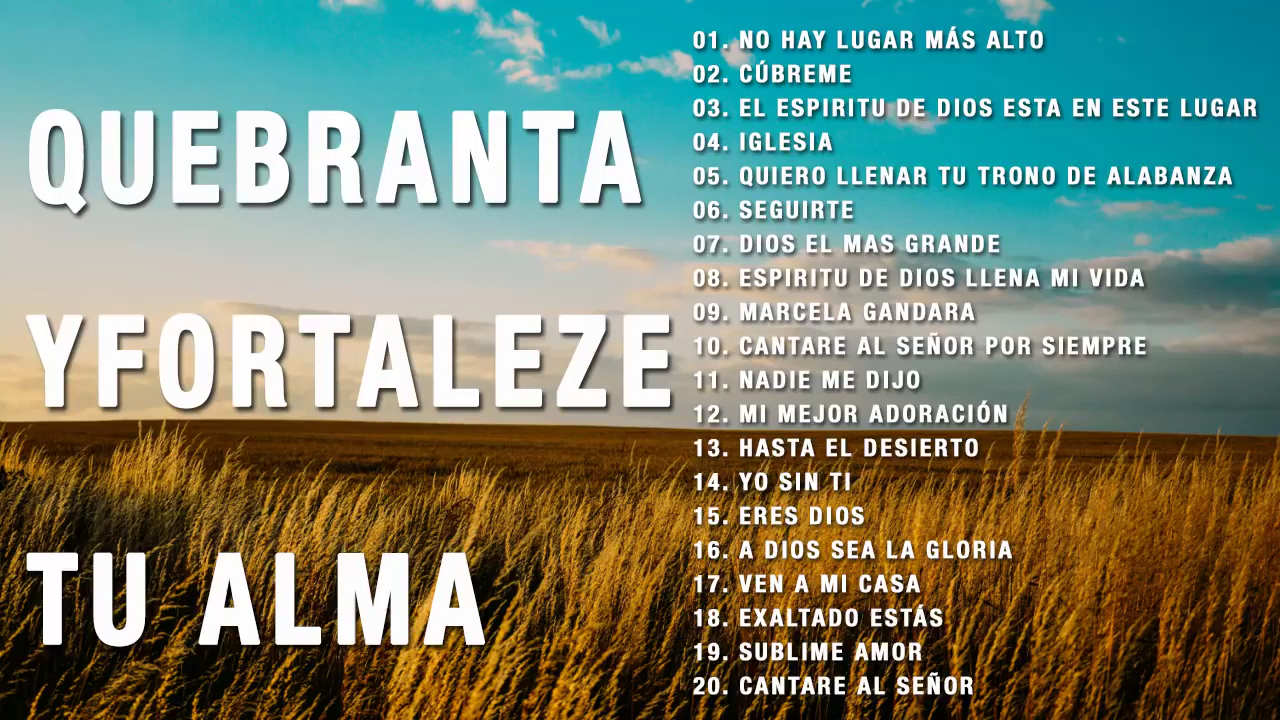 QUEBRANTA
YFORTALEZE
TU ALMA
01. NO HAY LUGAR MÁS ALTO
02. CÚBREME
03. EL ESPIRITU DE DIOS ESTA EN ESTE LUGAR
04. IGLESIA
05. QUIERO LLENAR TU TRONO DE ALABANZA
06. SEGUIRTE
07. DIOS EL MAS GRANDE
08. ESPIRITU DE DIOS LLENA MI VIDA
09. MARCELA GANDARA
10. CANTARE AL SEÑOR POR SIEMPRE
11. NADIE ME DIJO
12. MI MEJOR ADORACIÓN
13. HASTA EL DESIERTO
14. YO SIN TI
15. ERES DIOS
16. A DIOS SEA LA GLORIA
17. VEN A MI CASA
18. EXALTADO ESTÁS
19. SUBLIME AMOR
20. CANTARE AL SEÑOR